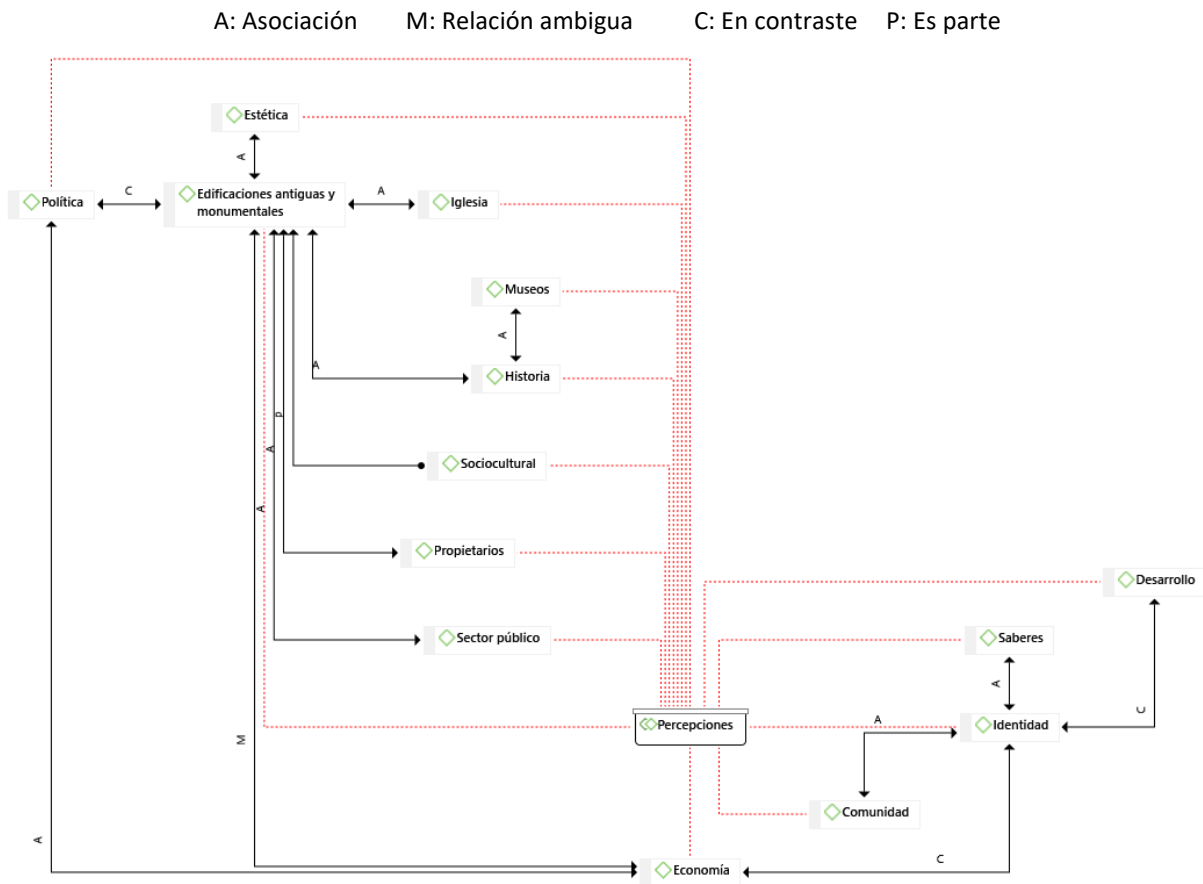 A: Asociación M: Relación ambigua C: En contraste P: Es parte
Estética
A
Política
C
Edificaciones antiguas y
monumentales
A
Iglesia
Museos
A
A
Historia
P
A
Sociocultural
A
Propietarios
Desarrollo
Sector público
Saberes
A
C
M
Percepciones
A
Identidad
Comunidad
A
C
Economía